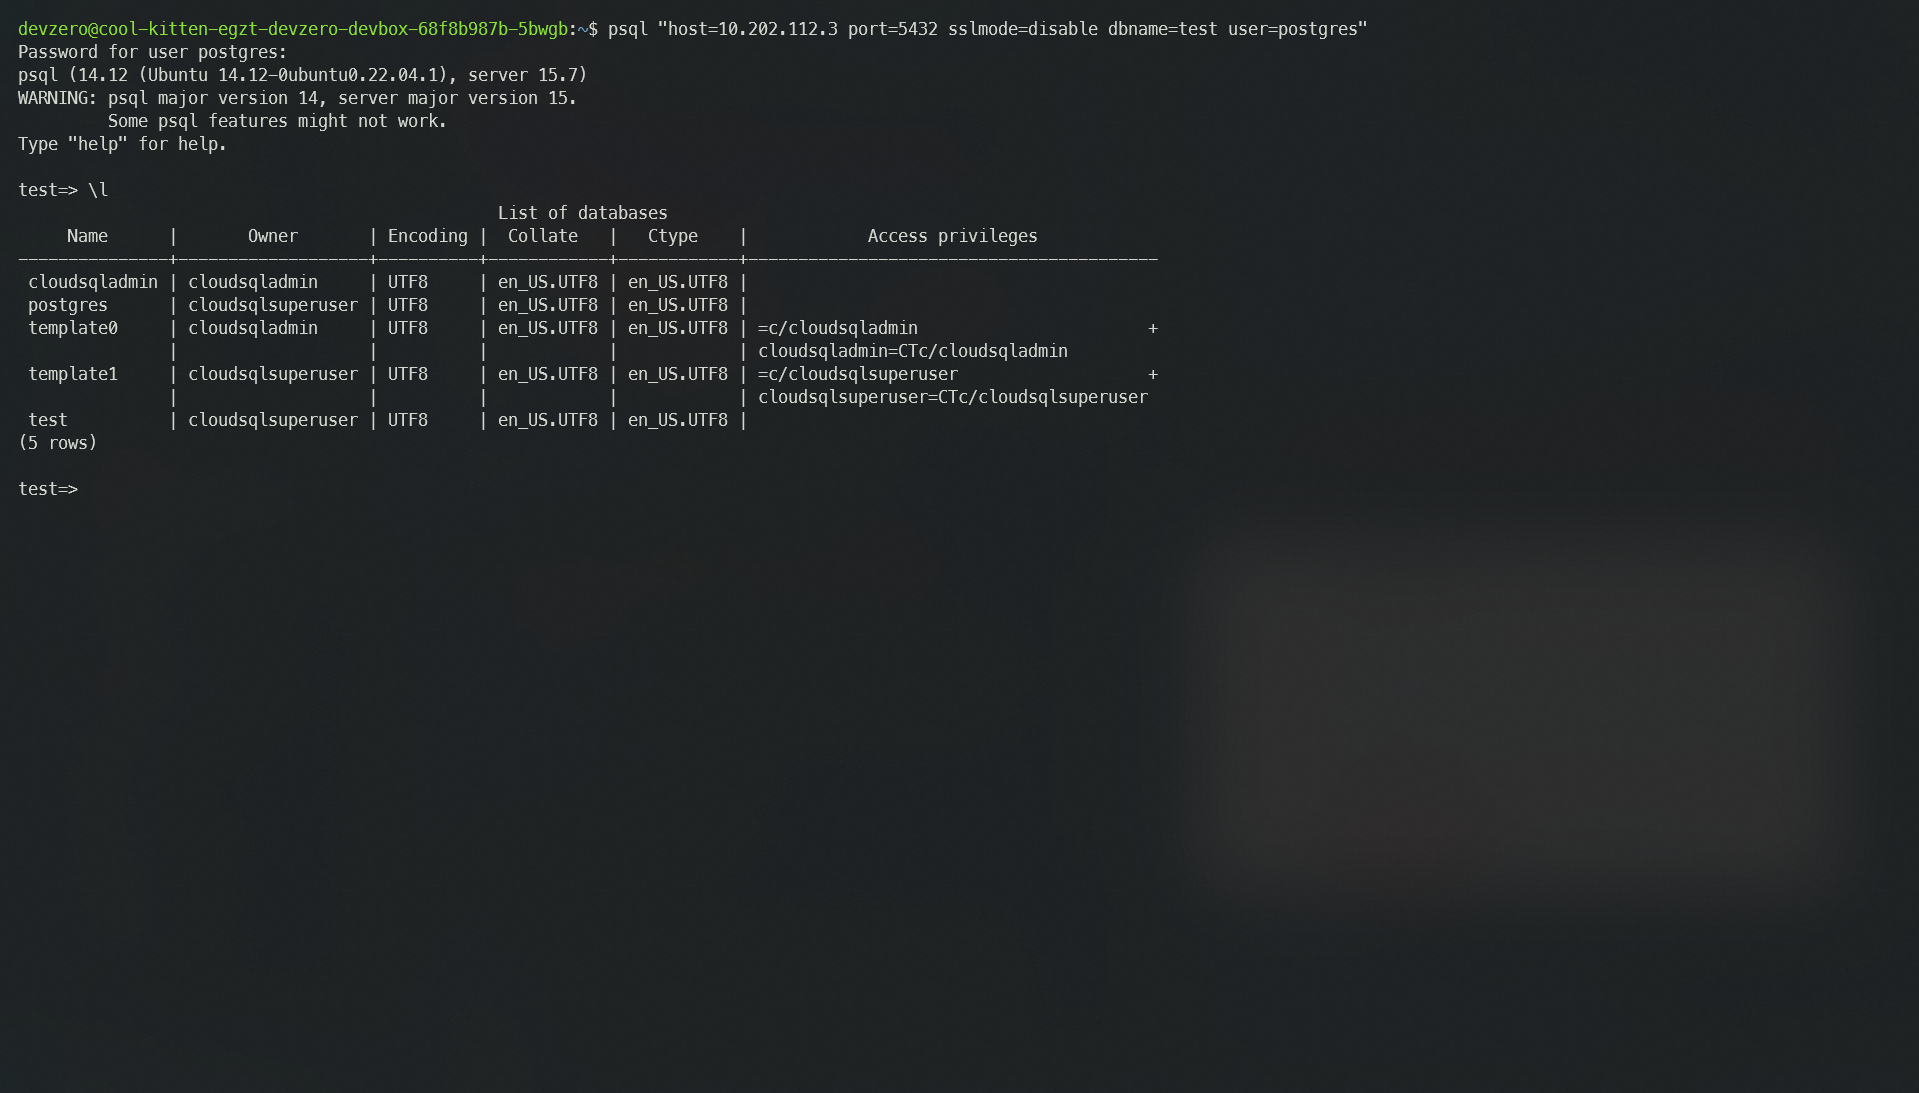 devzero@cool-kitten-egzt-devzero-devbox-68f8b987b-5bwgb:~$ psql "host=10.202.112.3 port=5432 sslmode=disable dbname=test user=postgres"
Password for user postgres:
psql (14.12 (Ubuntu 14.12-0ubuntu0.22.04.1), server 15.7)
WARNING: psql major version 14, server major version 15.
         Some psql features might not work.
Type "help" for help.

test=> \l
                                                List of databases
     Name      |       Owner       | Encoding |  Collate   |   Ctype    |            Access privileges
---------------+-------------------+----------+------------+------------+-----------------------------------------
 cloudsqladmin | cloudsqladmin     | UTF8     | en_US.UTF8 | en_US.UTF8 |
 postgres      | cloudsqlsuperuser | UTF8     | en_US.UTF8 | en_US.UTF8 |
 template0     | cloudsqladmin     | UTF8     | en_US.UTF8 | en_US.UTF8 | =c/cloudsqladmin                       +
               |                   |          |            |            | cloudsqladmin=CTc/cloudsqladmin
 template1     | cloudsqlsuperuser | UTF8     | en_US.UTF8 | en_US.UTF8 | =c/cloudsqlsuperuser                   +
               |                   |          |            |            | cloudsqlsuperuser=CTc/cloudsqlsuperuser
 test          | cloudsqlsuperuser | UTF8     | en_US.UTF8 | en_US.UTF8 |
(5 rows)

test=>